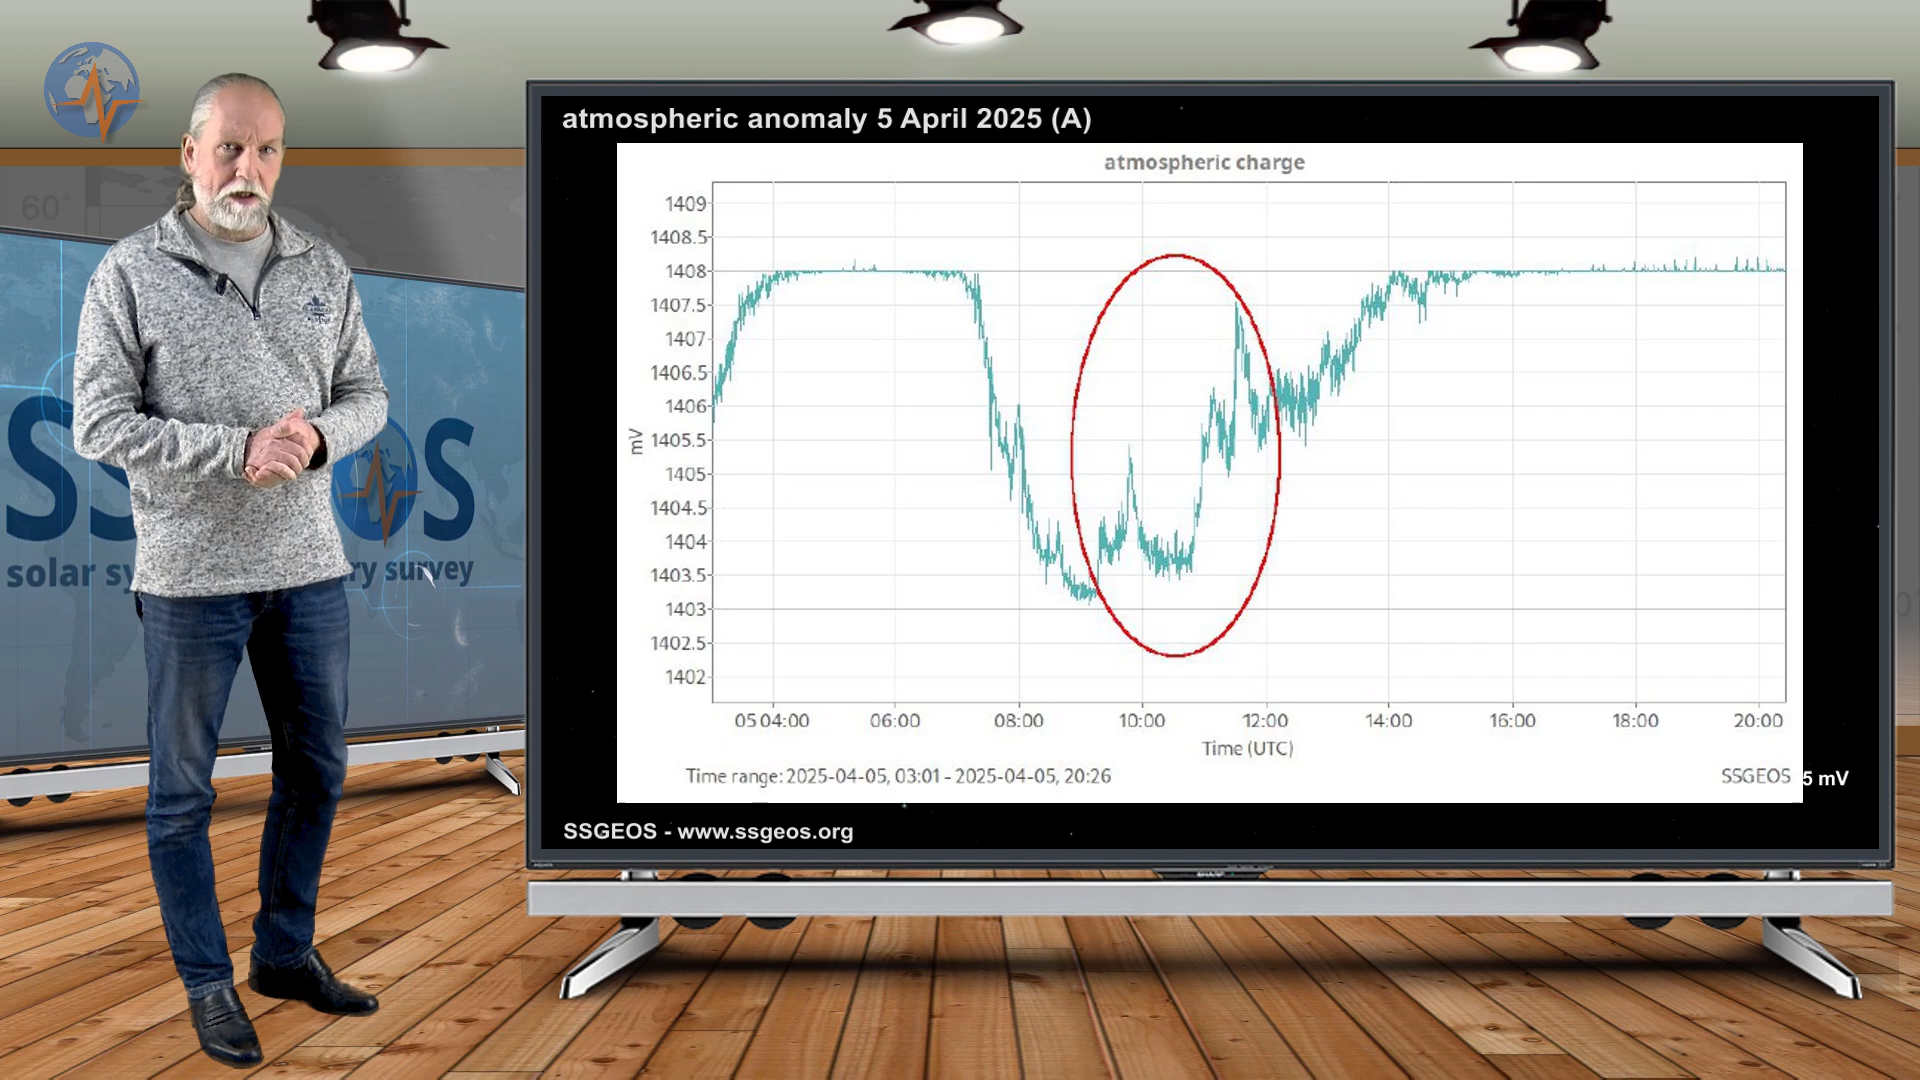 atmospheric anomaly 5 April 2025 (A)
atmospheric charge
1409
1408.5
1408
1407.5
1407
1406.5
1406
1405.5
1405
1404.5
1404
1403.5
1403
1402.5
1402
mV
05 04:00 06:00 08:00 10:00 12:00 14:00 16:00 18:00 20:00
Time (UTC)
Time range: 2025-04-05, 03:01 - 2025-04-05, 20:26
SSGEOS
5 mV
SSGEOS - www.ssgeos.org
SHARP
60°
S OS
solar sy ry survey